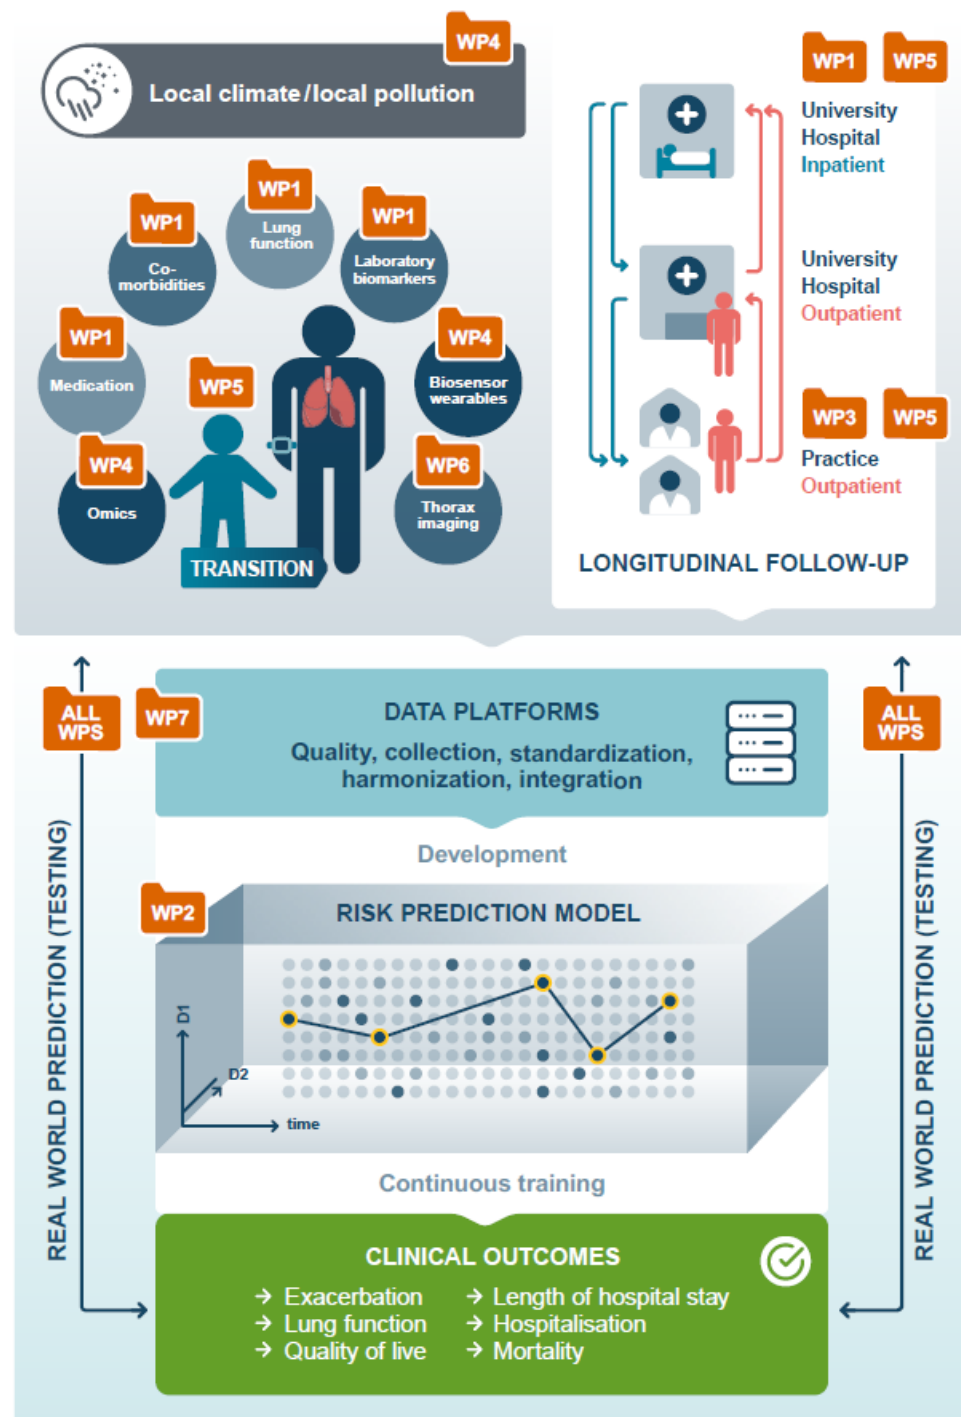 WP4
Local climate/local pollution
WP1
Lung
function
WP1
Co-
morbidities
WP1
Laboratory
biomarkers
WP1
Medication
WP5
WP4
Biosensor
wearables
WP4
Omics
WP6
Thorax
imaging
TRANSITION
WP1
WP5
University
Hospital
Inpatient
University
Hospital
Outpatient
WP3
WP5
Practice
Outpatient
LONGITUDINAL FOLLOW-UP
ALL
WPS
WP7
DATA PLATFORMS
Quality, collection, standardization,
harmonization, integration
ALL
WPS
REAL WORLD PREDICTION (TESTING)
Development
WP2
RISK PREDICTION MODEL
D1
D2
time
Continuous training
REAL WORLD PREDICTION (TESTING)
CLINICAL OUTCOMES
→ Exacerbation
→ Lung function
→ Quality of live
→ Length of hospital stay
→ Hospitalisation
→ Mortality